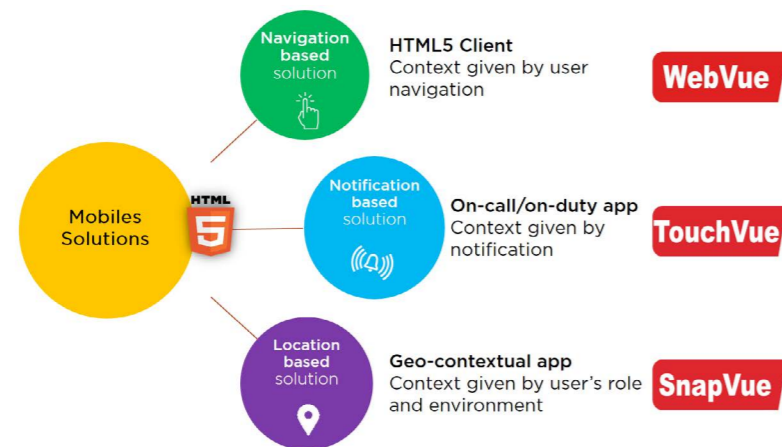 Navigation
based
solution
HTML5 Client
Context given by user
navigation
WebVue
Mobiles
Solutions
HTML
5
Notification
based
solution
On-call/on-duty app
Context given by
notification
TouchVue
Location
based
solution
Geo-contextual app
Context given by user's role
and environment
SnapVue